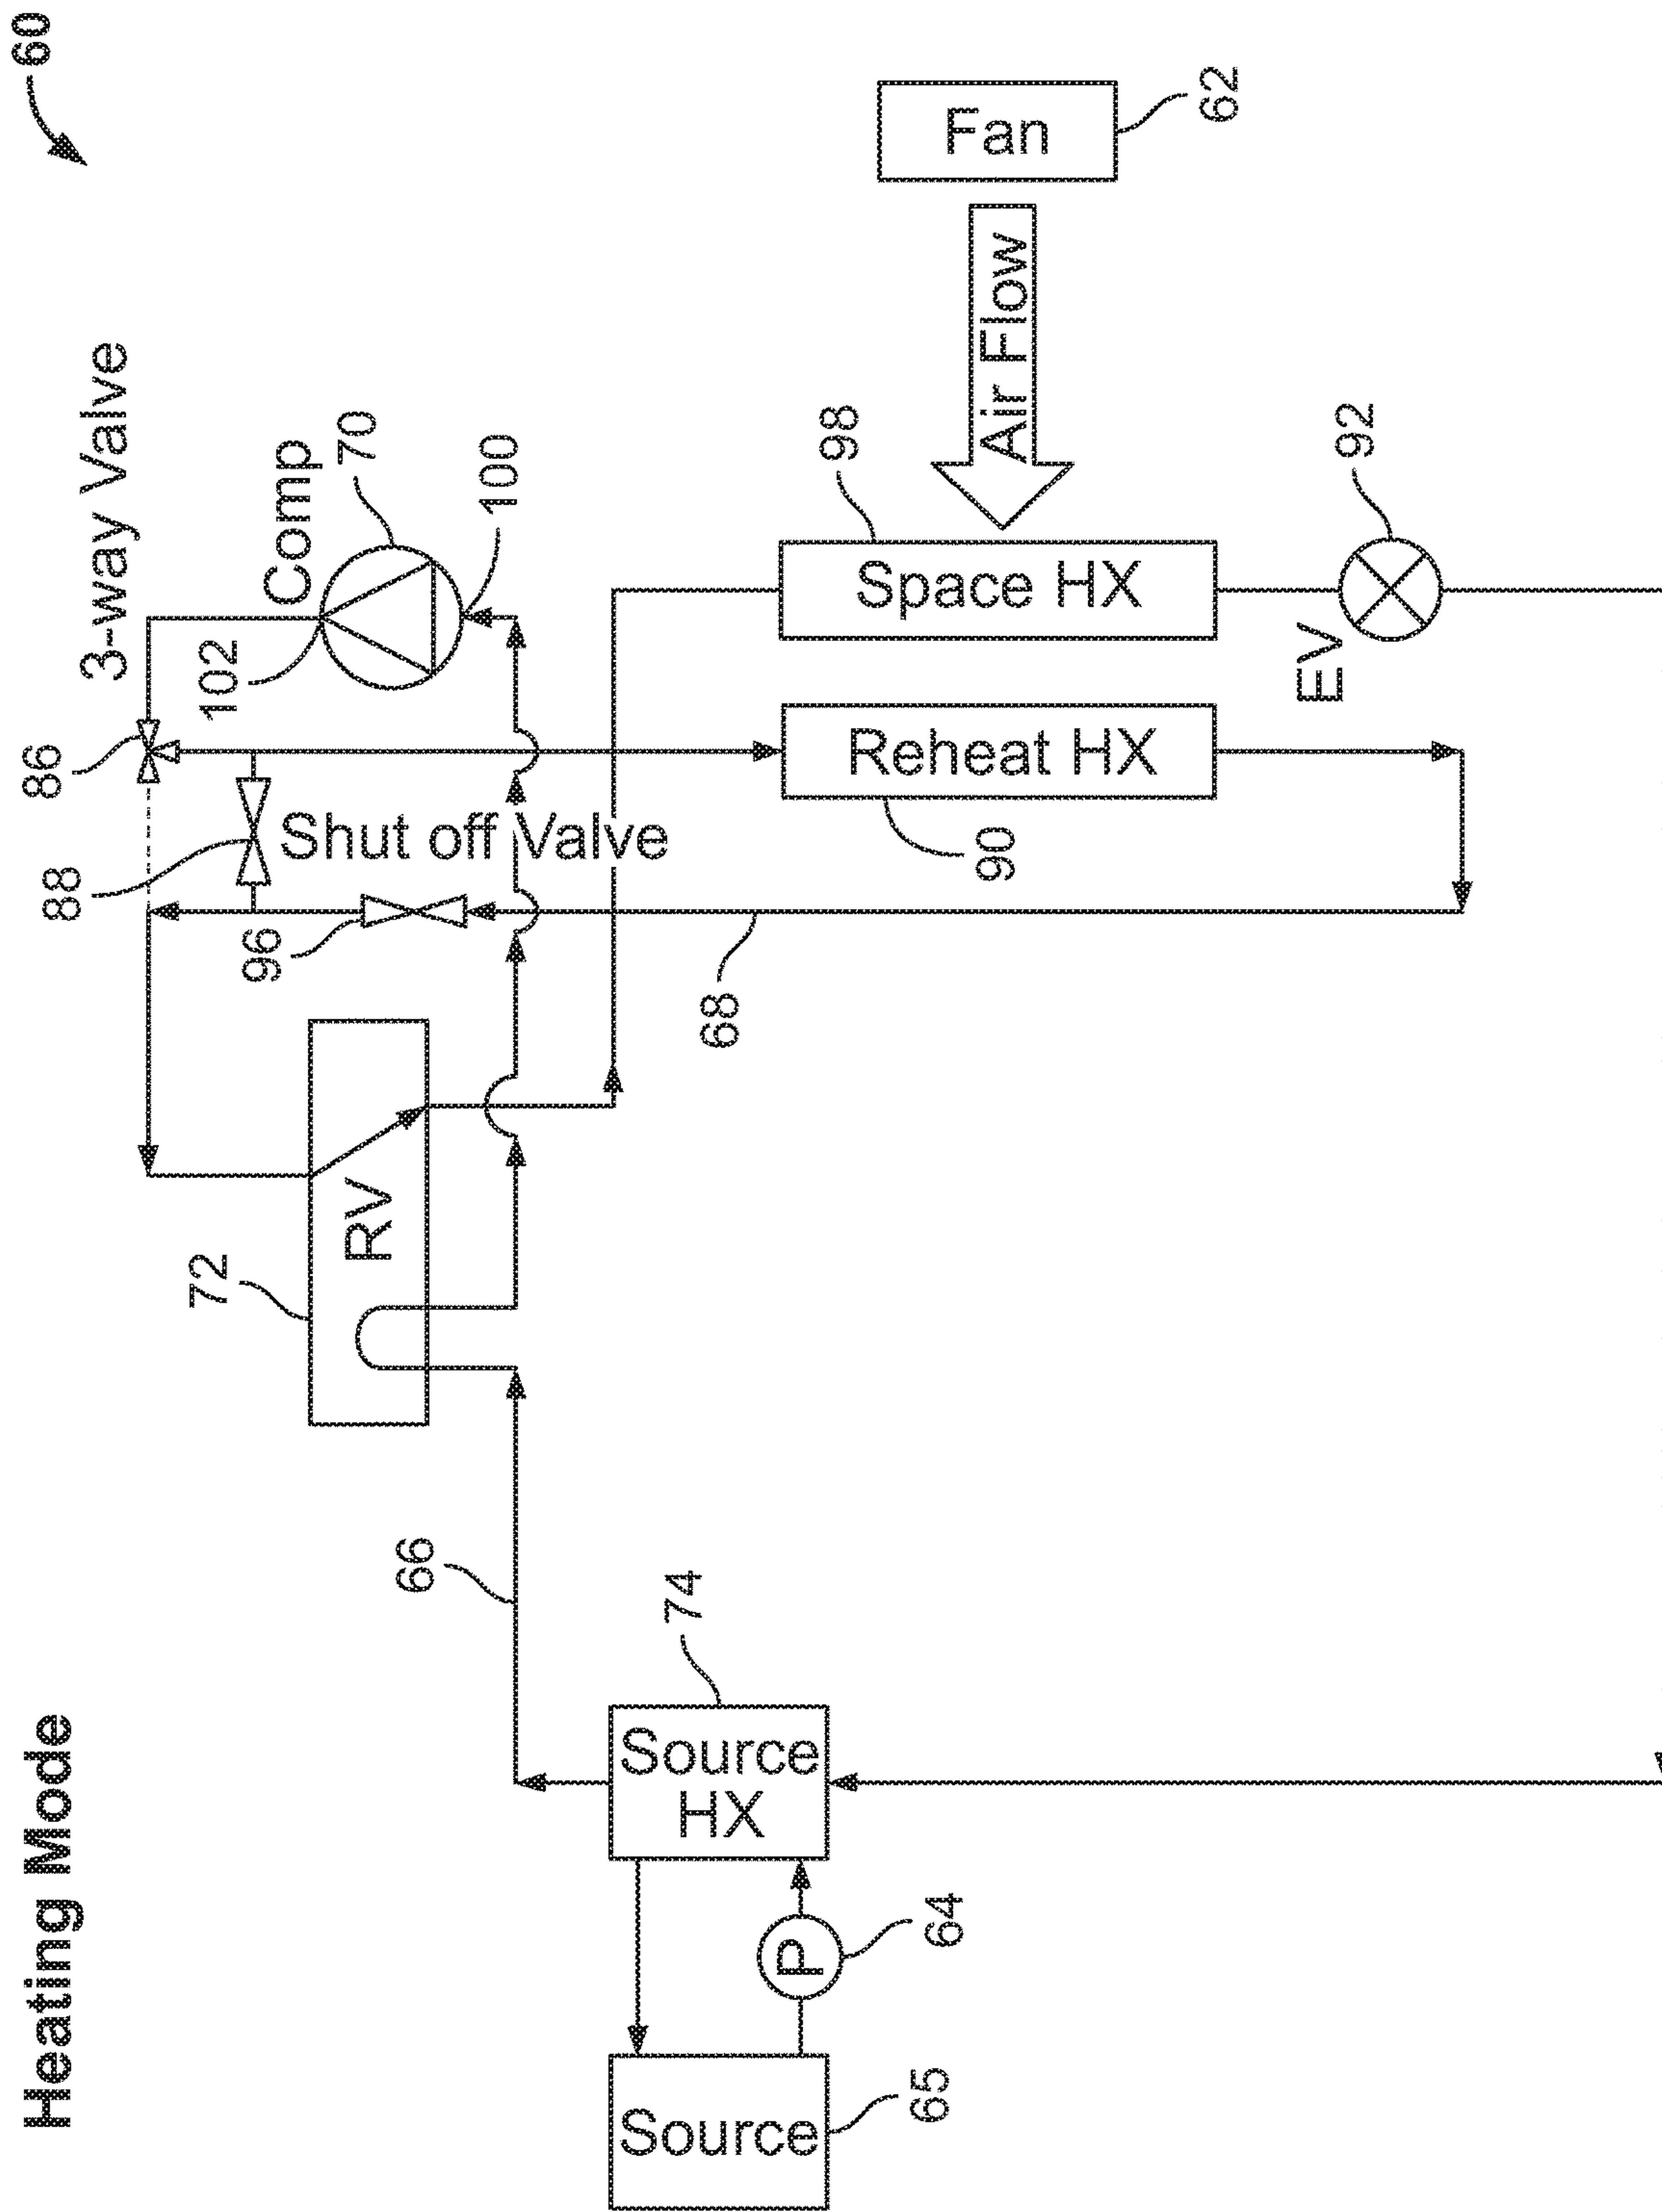 Heating Mode
60
3-way Valve
86
88
102
Comp
70
100
Shut off Valve
96
72
RV
66
68
98
Space HX
Air Flow
Fan
62
Reheat HX
90
EV
92
74
Source
HX
P
64
Source
65